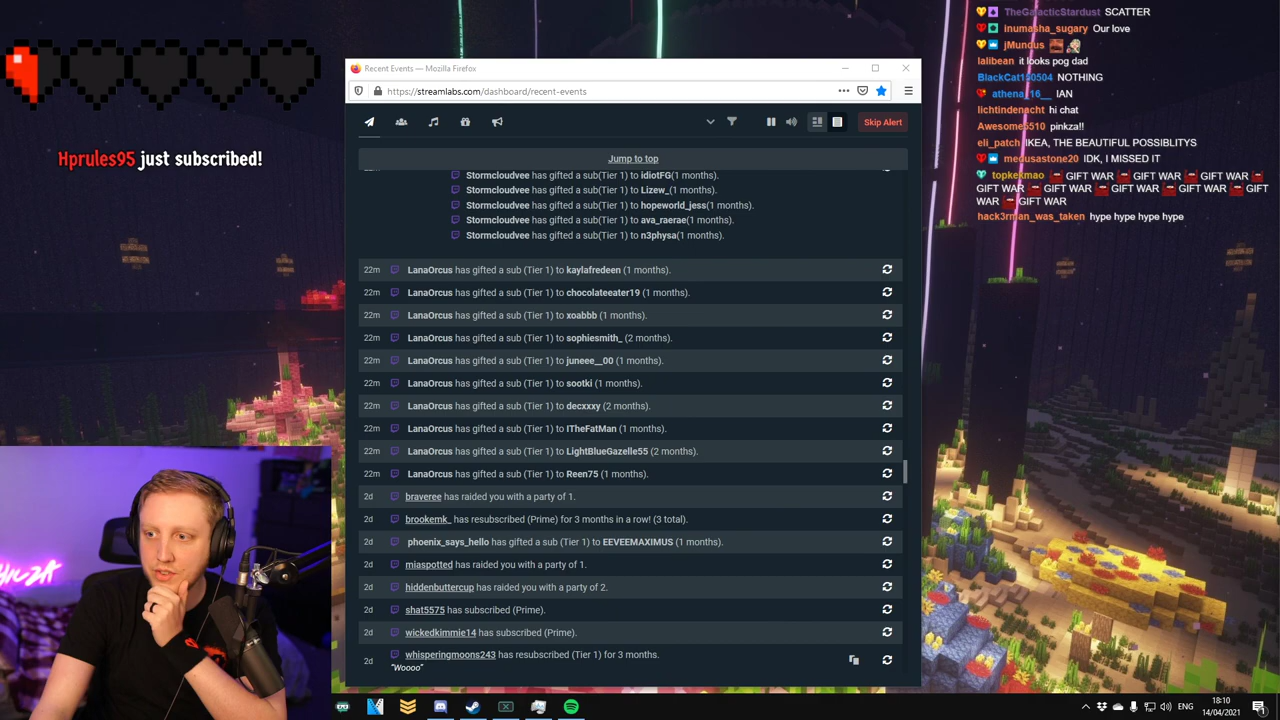 TheGalacticStardust SCATTER
inumasha_sugary Our love
jMundus
lalibean it looks pog dad
BlackCat150504 NOTHING
athena_16__ IAN
lichtindenacht hi chat
Awesome5510 pinkza!!
eli_patch IKEA, THE BEAUTIFUL POSSIBLITYS
medusastone20 IDK, I MISSED IT
topkekmao GIFT WAR GIFT WAR GIFT WAR
GIFT WAR GIFT WAR GIFT WAR GIFT
WAR GIFT WAR
hack3rman_was_taken hype hype hype hype
Hprules95 just subscribed!
Recent Events — Mozilla Firefox
https://streamlabs.com/dashboard/recent-events
Skip Alert
Jump to top
Stormcloudvee has gifted a sub(Tier 1) to idiotFG(1 months).
Stormcloudvee has gifted a sub(Tier 1) to Lizew_(1 months).
Stormcloudvee has gifted a sub(Tier 1) to hopeworld_jess(1 months).
Stormcloudvee has gifted a sub(Tier 1) to ava_raerae(1 months).
Stormcloudvee has gifted a sub(Tier 1) to n3physa(1 months).
22m LanaOrcus has gifted a sub (Tier 1) to kaylafredeen (1 months).
22m LanaOrcus has gifted a sub (Tier 1) to chocolateeater19 (1 months).
22m LanaOrcus has gifted a sub (Tier 1) to xoabbb (1 months).
22m LanaOrcus has gifted a sub (Tier 1) to sophiesmith_ (2 months).
22m LanaOrcus has gifted a sub (Tier 1) to juneee__00 (1 months).
22m LanaOrcus has gifted a sub (Tier 1) to sootki (1 months).
22m LanaOrcus has gifted a sub (Tier 1) to decxxxy (2 months).
22m LanaOrcus has gifted a sub (Tier 1) to ITheFatMan (1 months).
22m LanaOrcus has gifted a sub (Tier 1) to LightBlueGazelle55 (2 months).
22m LanaOrcus has gifted a sub (Tier 1) to Reen75 (1 months).
2d braveree has raided you with a party of 1.
2d brookemk_ has resubscribed (Prime) for 3 months in a row! (3 total).
2d phoenix_says_hello has gifted a sub (Tier 1) to EEVEEMAXIMUS (1 months).
2d miaspotted has raided you with a party of 1.
2d hiddenbuttercup has raided you with a party of 2.
2d shat5575 has subscribed (Prime).
2d wickedkimmie14 has subscribed (Prime).
2d whisperingmoons243 has resubscribed (Tier 1) for 3 months.
"Woooo"
18:10
14/04/2021